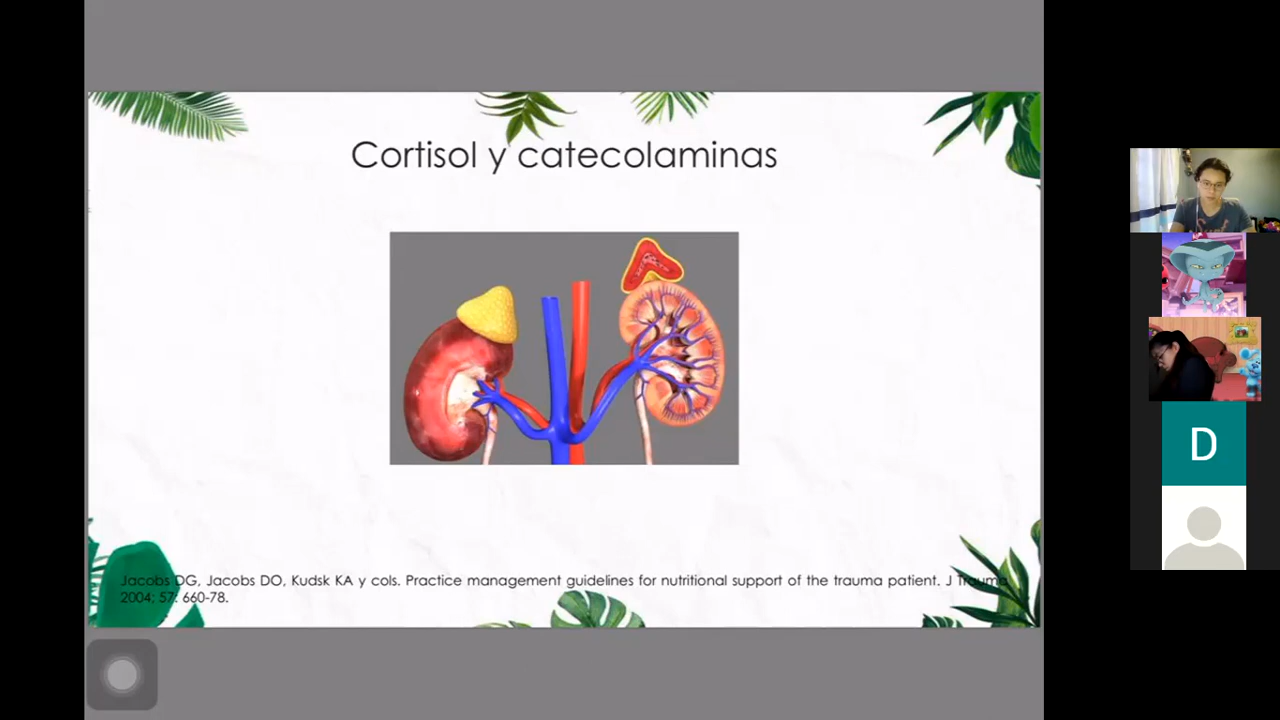 Cortisol y catecolaminas
Jacobs DG, Jacobs DO, Kudsk KA y cols. Practice management guidelines for nutritional support of the trauma patient. J Trauma
2004; 57: 660-78.
D